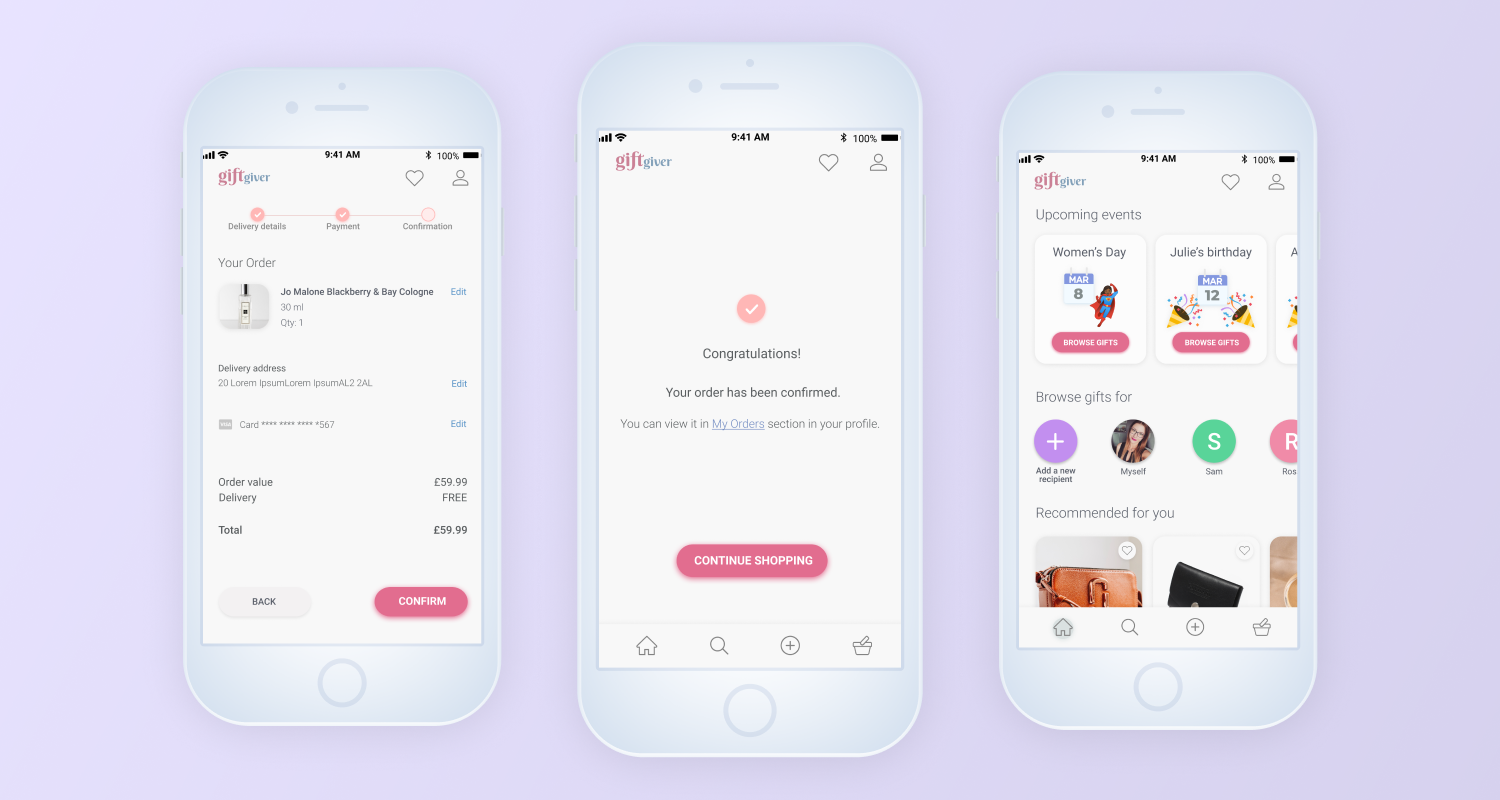 9:41 AM
100%
giftgiver
Delivery details
Payment
Confirmation
Your Order
Jo Malone Blackberry & Bay Cologne
Edit
30 ml
Qty: 1
Delivery address
20 Lorem IpsumLorem IpsumAL2 2AL
Edit
VISA
Card **** **** **** *567
Edit
Order value
£59.99
Delivery
FREE
Total
£59.99
BACK
CONFIRM
9:41 AM
100%
giftgiver
Congratulations!
Your order has been confirmed.
You can view it in My Orders section in your profile.
CONTINUE SHOPPING
9:41 AM
100%
giftgiver
Upcoming events
Women's Day
MAR
8
BROWSE GIFTS
Julie's birthday
MAR
12
BROWSE GIFTS
A
Browse gifts for
Add a new
recipient
Myself
S
Sam
R
Ros
Recommended for you